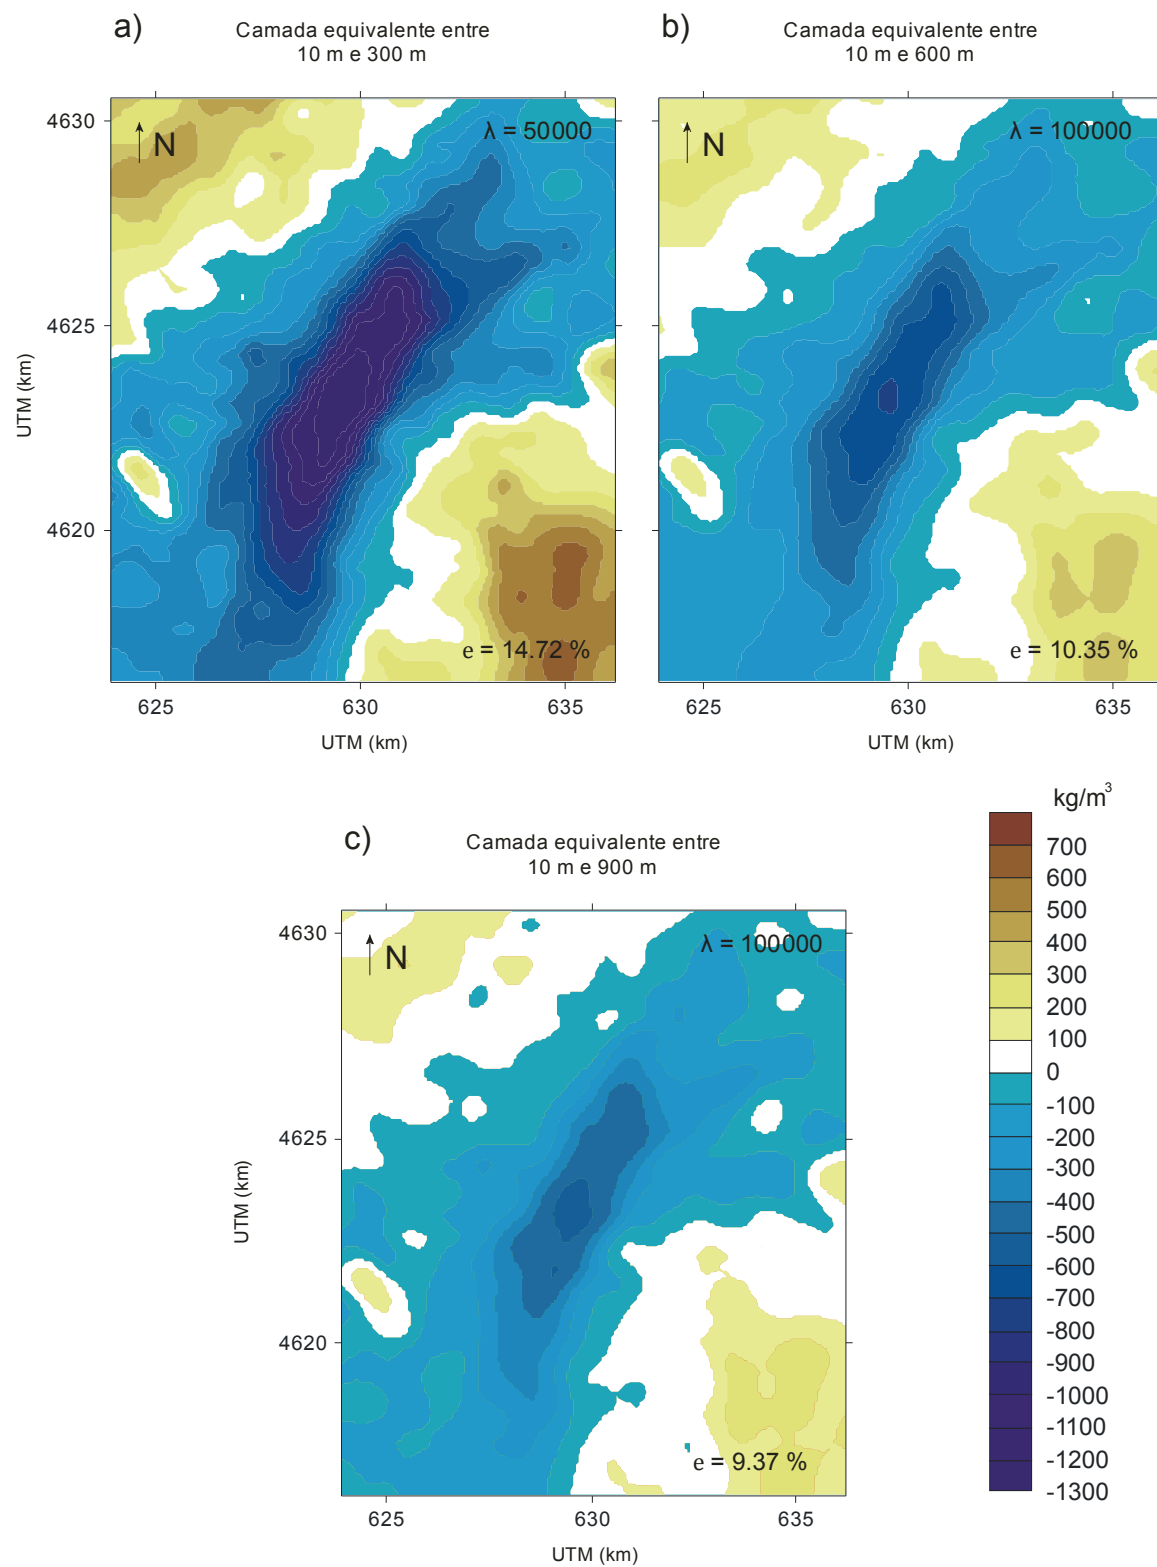 a)
Camada equivalente entre
10 m e 300 m
4630
N
λ = 50000
4625
UTM (km)
4620
e = 14.72 %
625
630
635
UTM (km)
b)
Camada equivalente entre
10 m e 600 m
N
λ = 100000
e = 10.35 %
625
630
635
UTM (km)
c)
Camada equivalente entre
10 m e 900 m
4630
N
λ = 100000
4625
UTM (km)
4620
e = 9.37 %
625
630
635
UTM (km)
kg/m³
700
600
500
400
300
200
100
0
-100
-200
-300
-400
-500
-600
-700
-800
-900
-1000
-1100
-1200
-1300